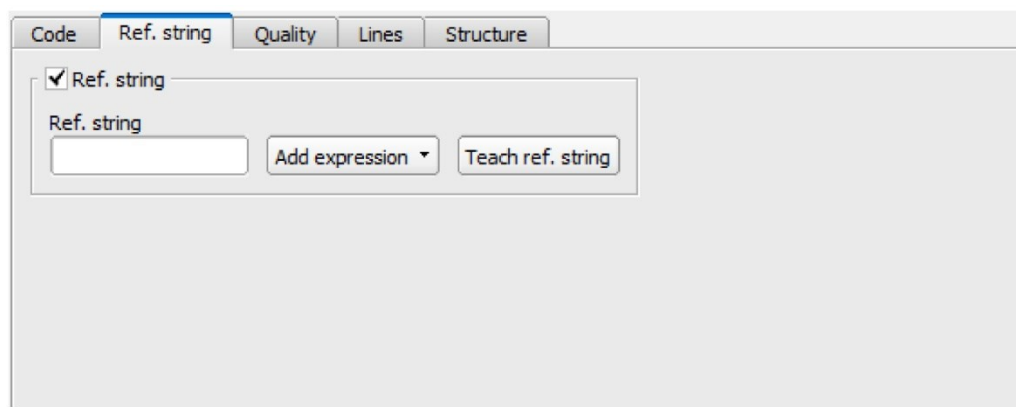 Code Ref. string Quality Lines Structure
Ref. string
Ref. string
Add expression Teach ref. string